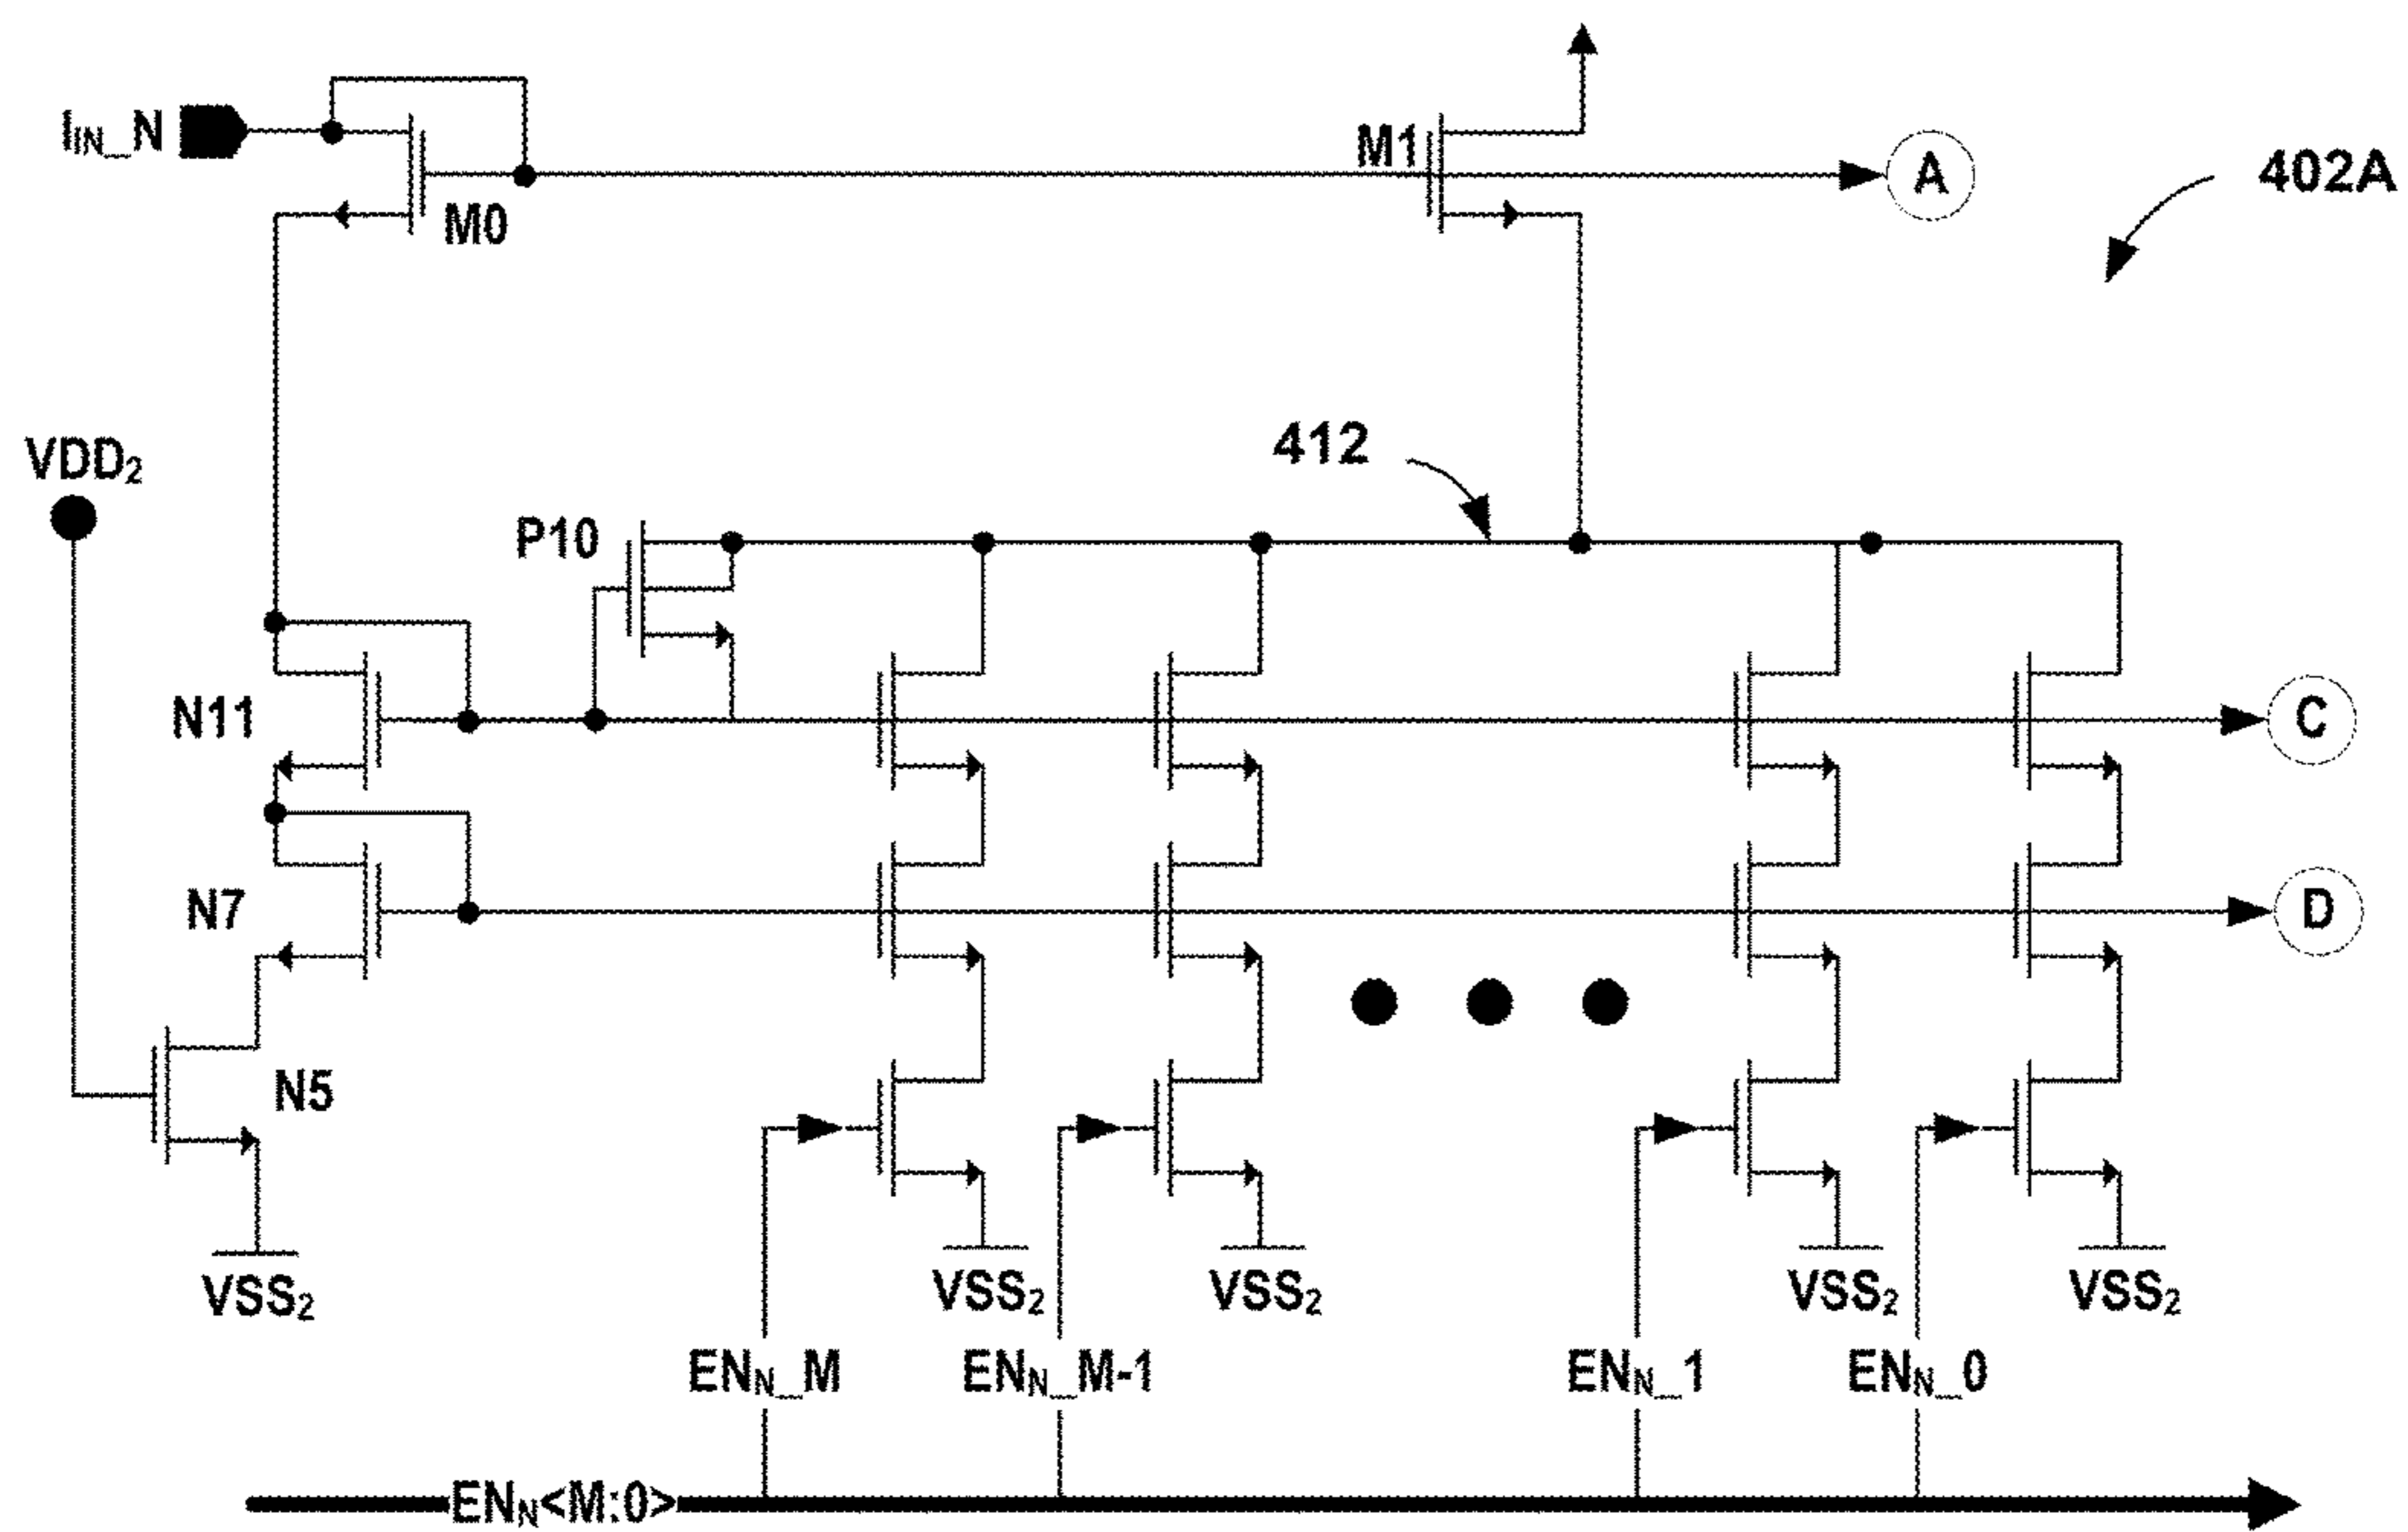 I_IN_N
M0
M1
A
402A
VDD₂
412
P10
N11
C
N7
D
N5
VSS₂
VSS₂
VSS₂
VSS₂
VSS₂
EN_N_M
EN_N_M-1
EN_N_1
EN_N_0
EN_N<M:0>